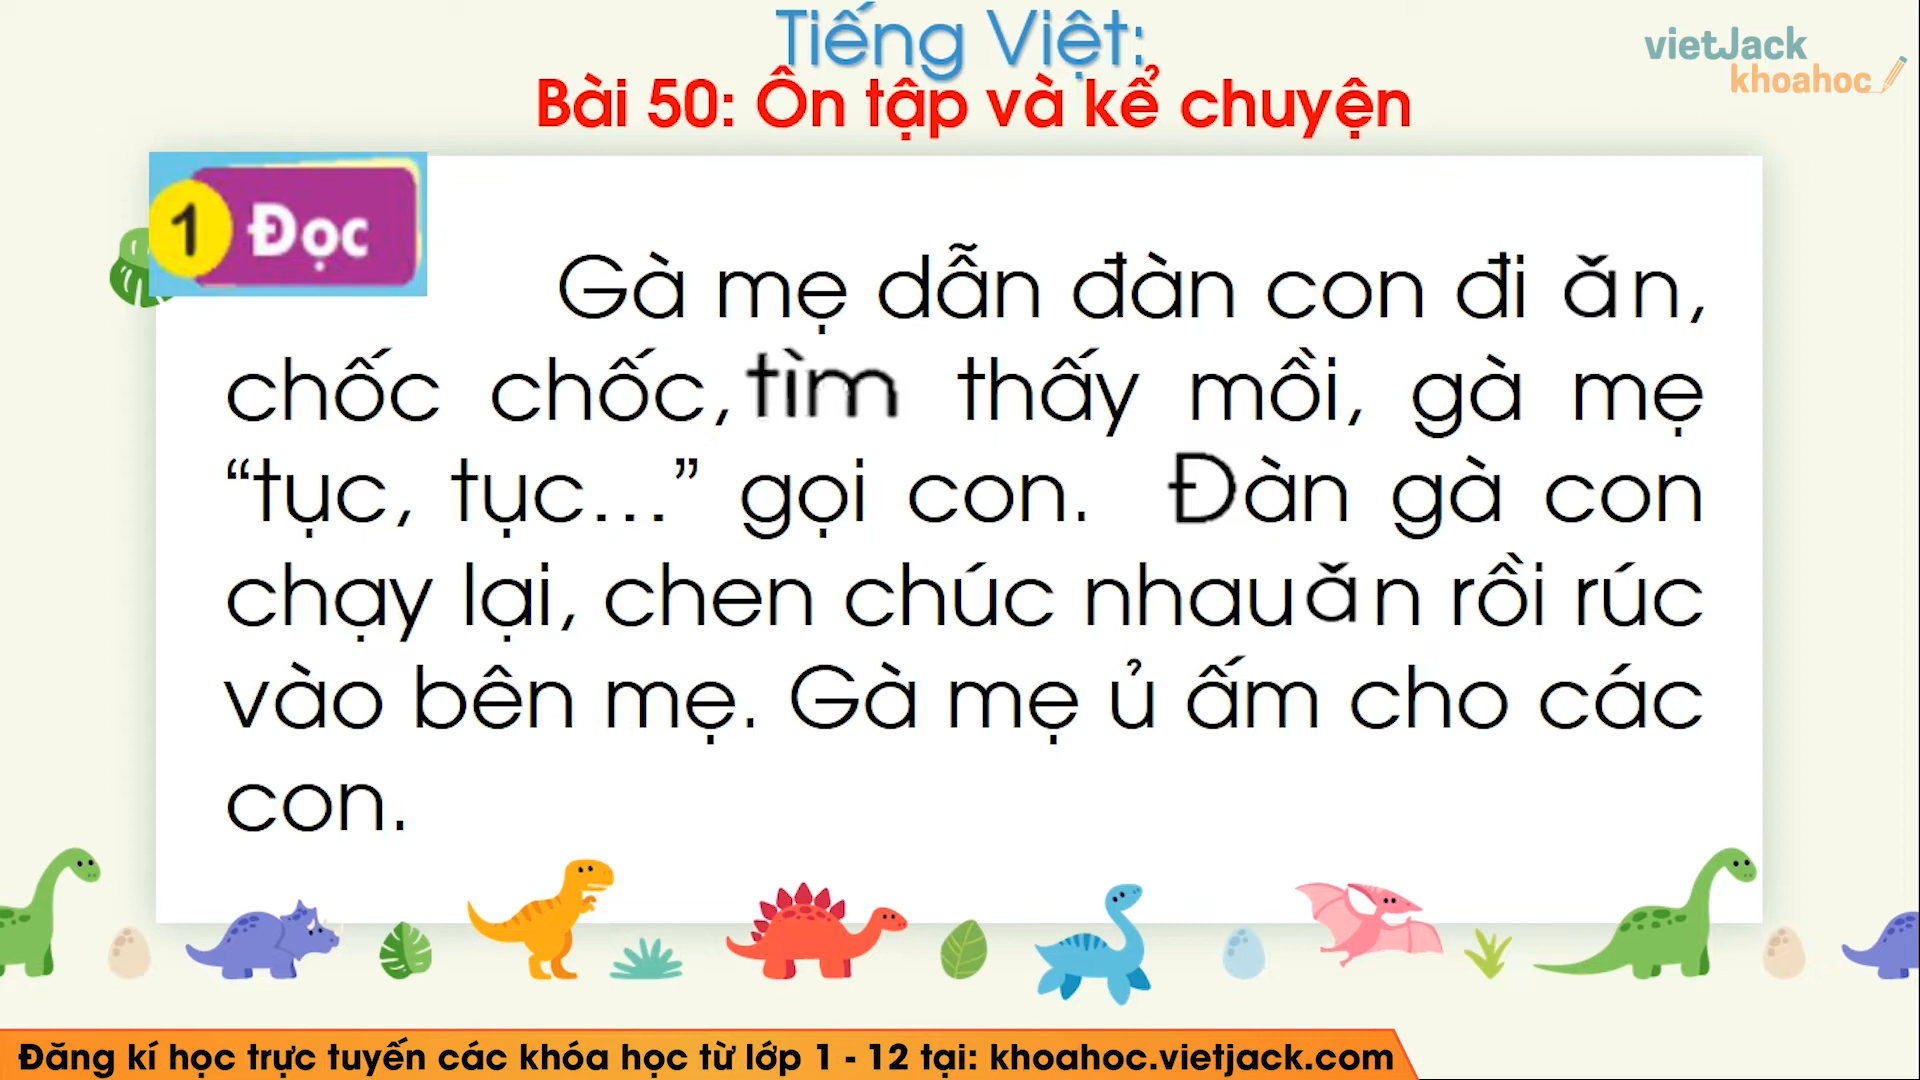 Tiếng Việt:
vietJack
khoahoc
Bài 50: Ôn tập và kể chuyện
1 Đọc
Gà mẹ dẫn đàn con đi ăn,
chốc chốc, tìm thấy mồi, gà mẹ
“tục, tục...” gọi con. Đàn gà con
chạy lại, chen chúc nhau ăn rồi rúc
vào bên mẹ. Gà mẹ ủ ấm cho các
con.
Đăng kí học trực tuyến các khóa học từ lớp 1 - 12 tại: khoahoc.vietjack.com